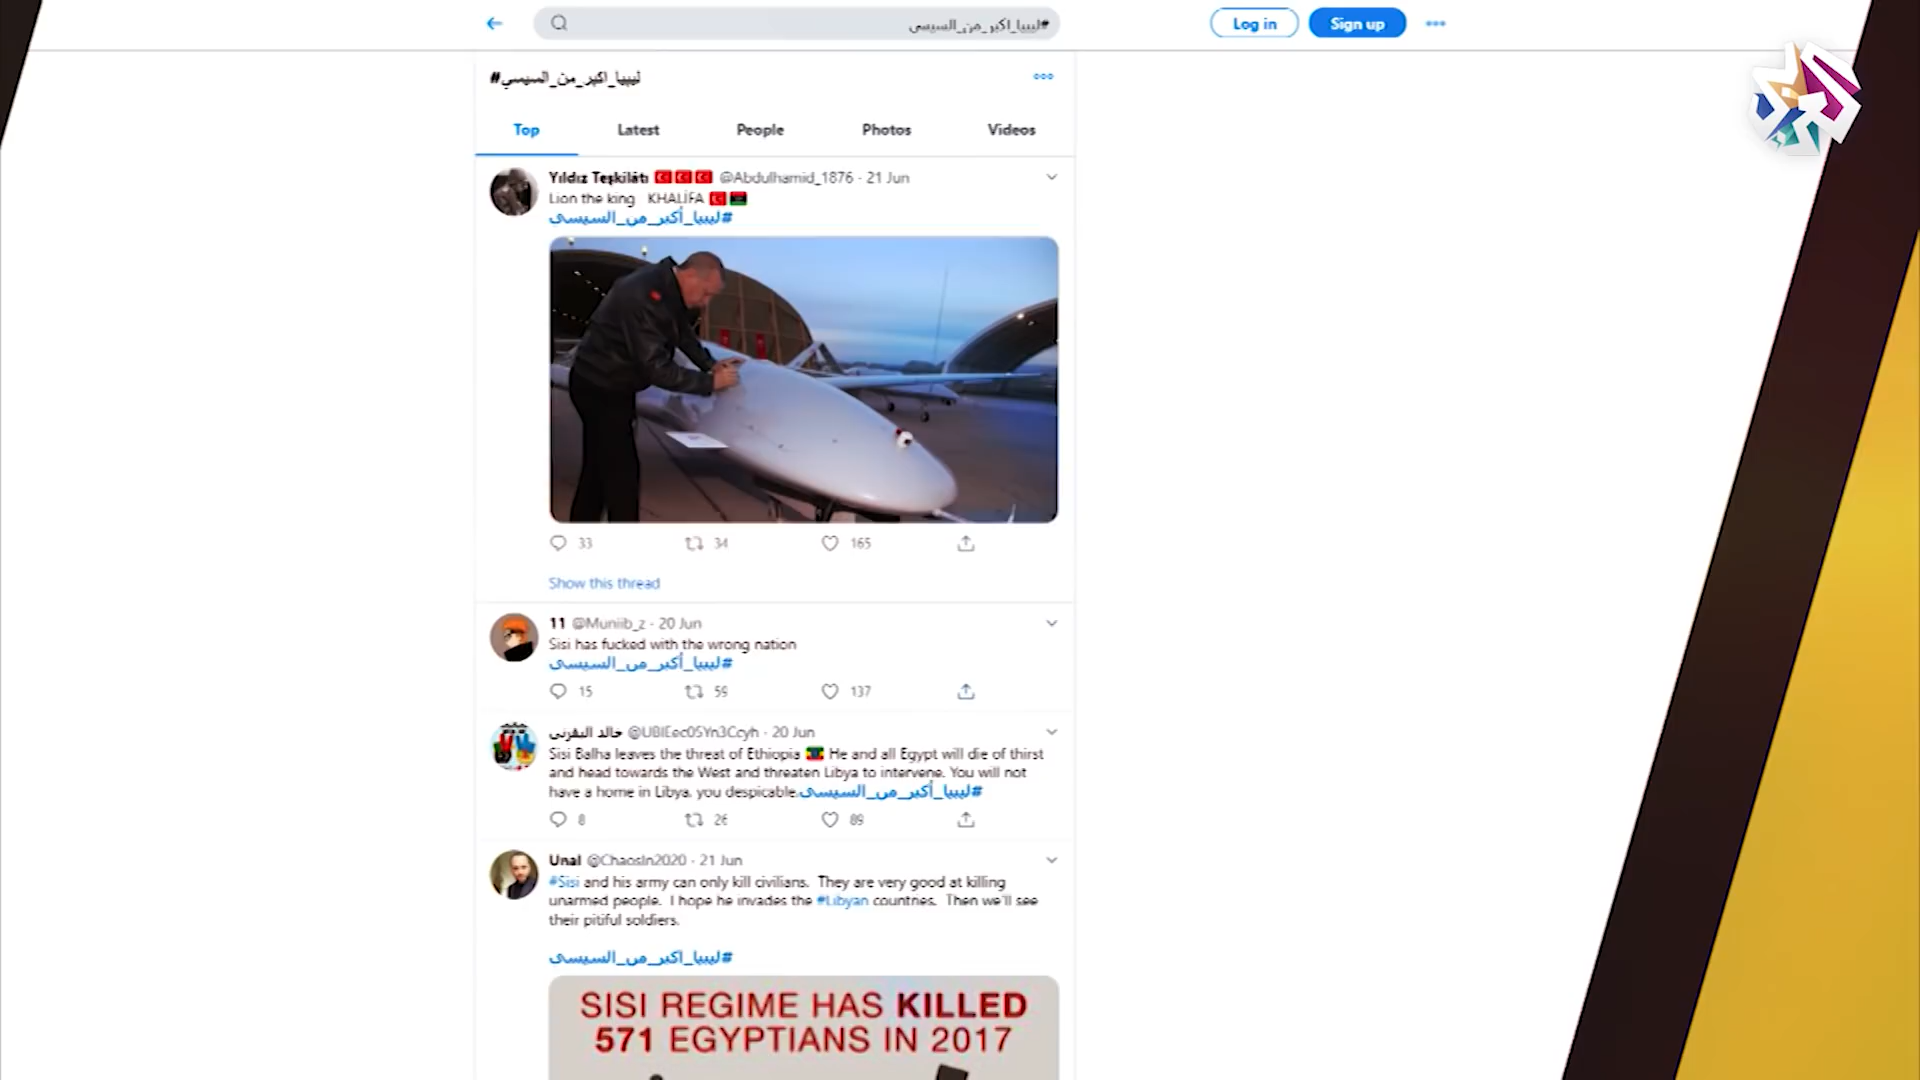 #ليبيا_اكبر_من_السيسي
Log in
Sign up
#ليبيا_اكبر_من_السيسي
Top
Latest
People
Photos
Videos
Yıldız Teşkilatı @Abdulhamid_1876 · 21 Jun
Lion the king KHALİFA
#ليبيا_أكبر_من_السيسي
33
34
165
Show this thread
11 @Muniib_z · 20 Jun
Sisi has fucked with the wrong nation
#ليبيا_أكبر_من_السيسي
15
59
137
خالد اليفرني @UBIEec05Yn3Ccyh · 20 Jun
Sisi Balha leaves the threat of Ethiopia He and all Egypt will die of thirst
and head towards the West and threaten Libya to intervene. You will not
have a home in Libya, you despicable.#ليبيا_أكبر_من_السيسي
8
26
89
Unal @ChaosIn2020 · 21 Jun
#Sisi and his army can only kill civilians. They are very good at killing
unarmed people. I hope he invades the #Libyan countries. Then we'll see
their pitiful soldiers.
#ليبيا_اكبر_من_السيسي
SISI REGIME HAS KILLED
571 EGYPTIANS IN 2017